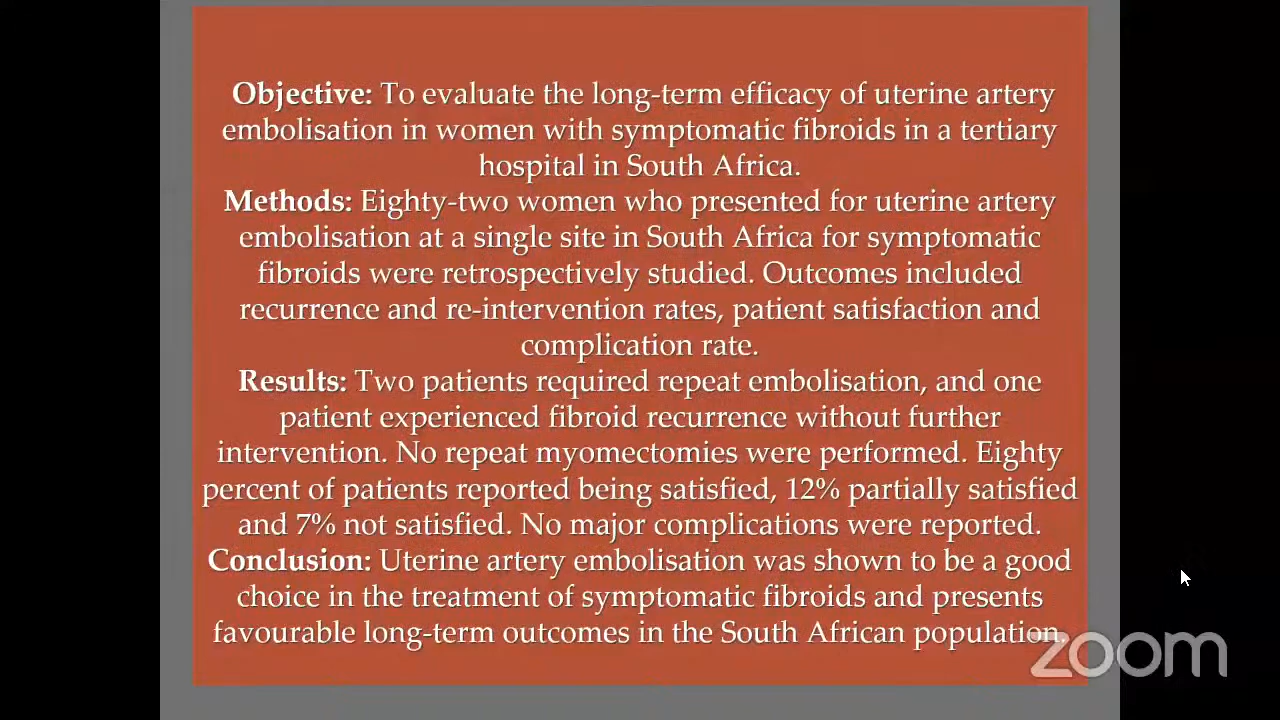 Objective: To evaluate the long-term efficacy of uterine artery
embolisation in women with symptomatic fibroids in a tertiary
hospital in South Africa.
Methods: Eighty-two women who presented for uterine artery
embolisation at a single site in South Africa for symptomatic
fibroids were retrospectively studied. Outcomes included
recurrence and re-intervention rates, patient satisfaction and
complication rate.
Results: Two patients required repeat embolisation, and one
patient experienced fibroid recurrence without further
intervention. No repeat myomectomies were performed. Eighty
percent of patients reported being satisfied, 12% partially satisfied
and 7% not satisfied. No major complications were reported.
Conclusion: Uterine artery embolisation was shown to be a good
choice in the treatment of symptomatic fibroids and presents
favourable long-term outcomes in the South African population.
zoom